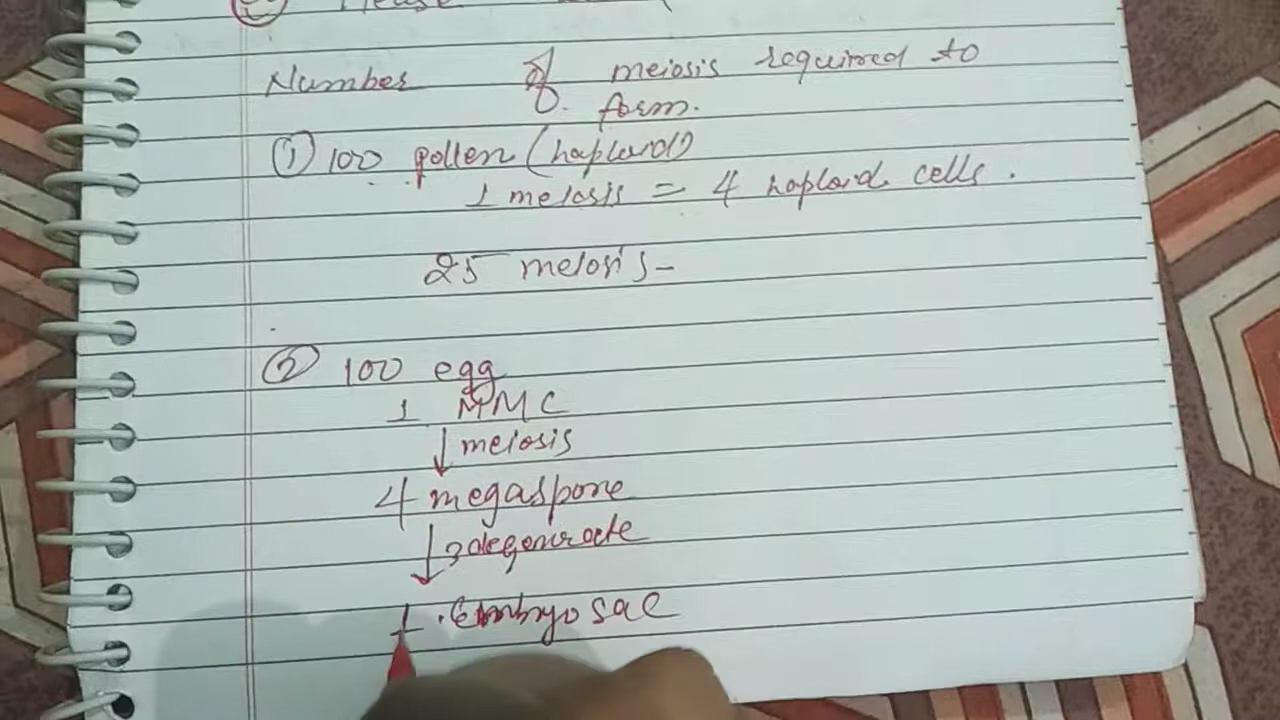 Number of meiosis required to
form.
① 100 pollen (haploid)
1 meiosis = 4 haploid cells.
25 meiosis-
② 100 egg
1 MMC
↓ meiosis
4 megaspore
↓ 3 degenerate
1 Embryo sac